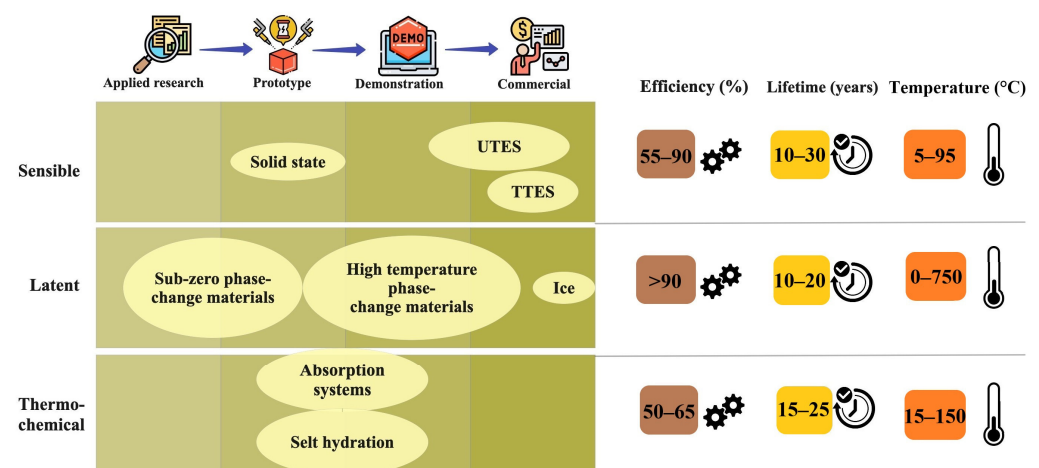 DEMO
Applied research
Prototype
Demonstration
Commercial
Efficiency (%)
Lifetime (years)
Temperature (°C)
Sensible
Solid state
UTES
TTES
55–90
10–30
5–95
Latent
Sub-zero phase-
change materials
High temperature
phase-
change materials
Ice
>90
10–20
0–750
Thermo-
chemical
Absorption
systems
Selt hydration
50–65
15–25
15–150